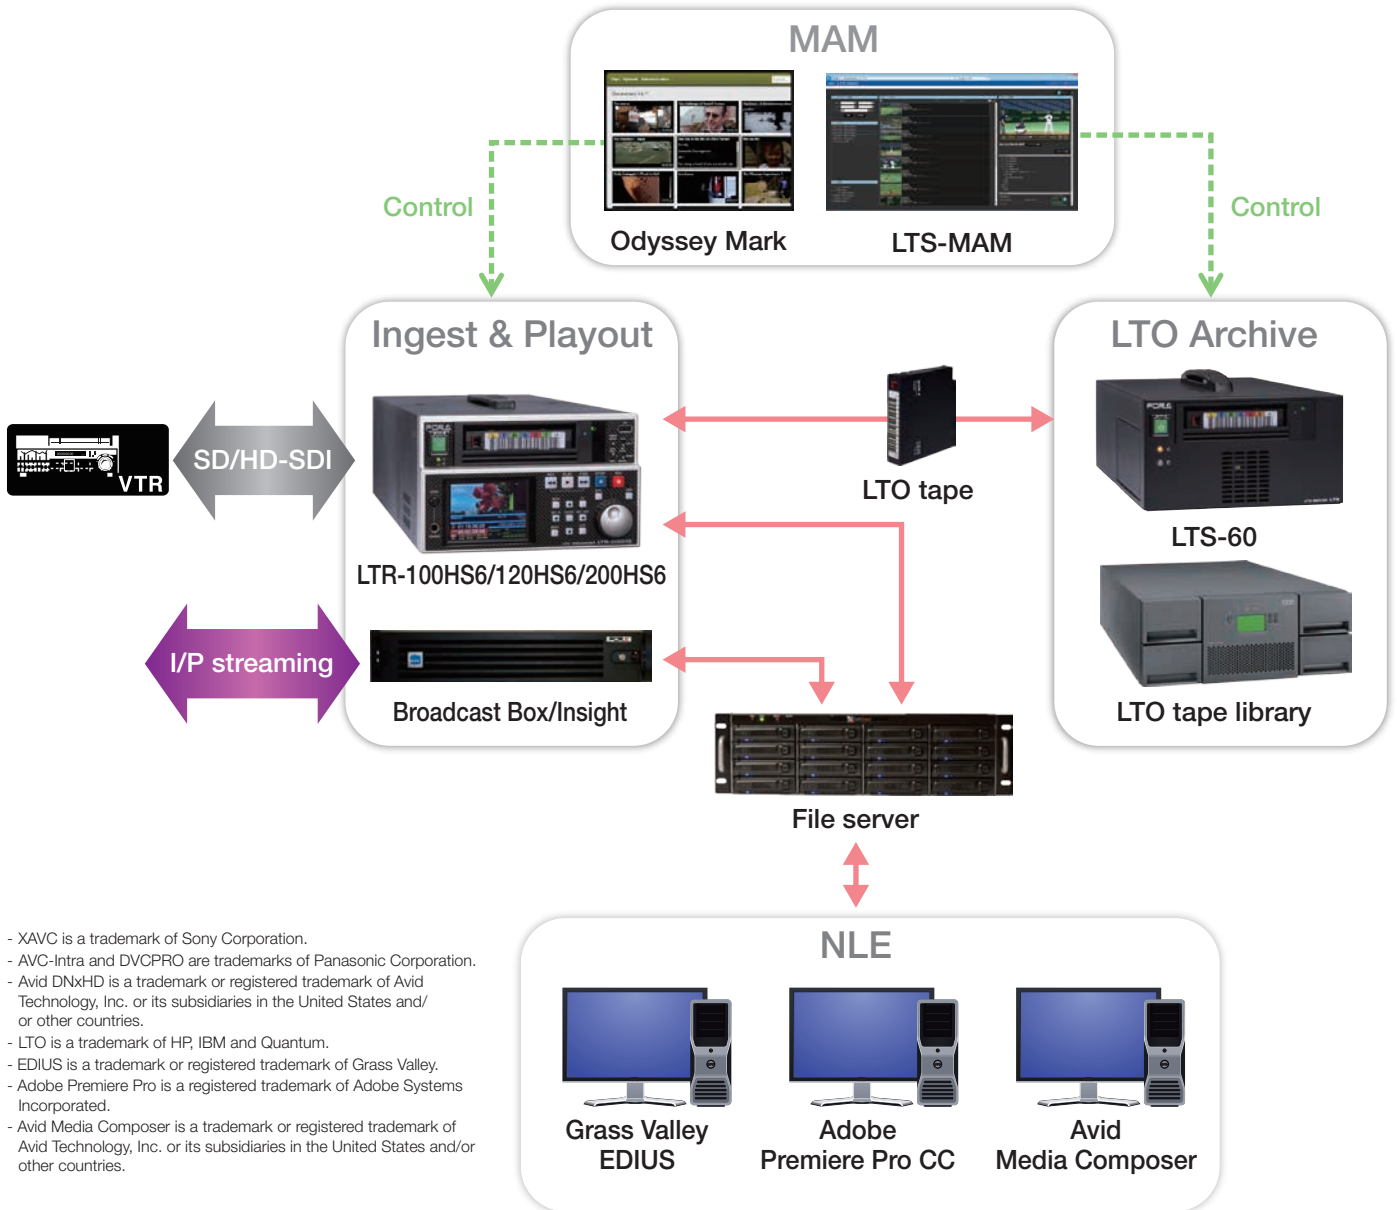 MAM
Odyssey Mark
LTS-MAM
Control
Control
Ingest & Playout
LTO Archive
FOR.A
FOR.A
VTR
SD/HD-SDI
LTO tape
LTS-60
LTR-100HS6/120HS6/200HS6
I/P streaming
Broadcast Box/Insight
LTO tape library
File server
- XAVC is a trademark of Sony Corporation.
- AVC-Intra and DVCPRO are trademarks of Panasonic Corporation.
- Avid DNxHD is a trademark or registered trademark of Avid
Technology, Inc. or its subsidiaries in the United States and/
or other countries.
- LTO is a trademark of HP, IBM and Quantum.
- EDIUS is a trademark or registered trademark of Grass Valley.
- Adobe Premiere Pro is a registered trademark of Adobe Systems
Incorporated.
- Avid Media Composer is a trademark or registered trademark of
Avid Technology, Inc. or its subsidiaries in the United States and/or
other countries.
NLE
Grass Valley
EDIUS
Adobe
Premiere Pro CC
Avid
Media Composer